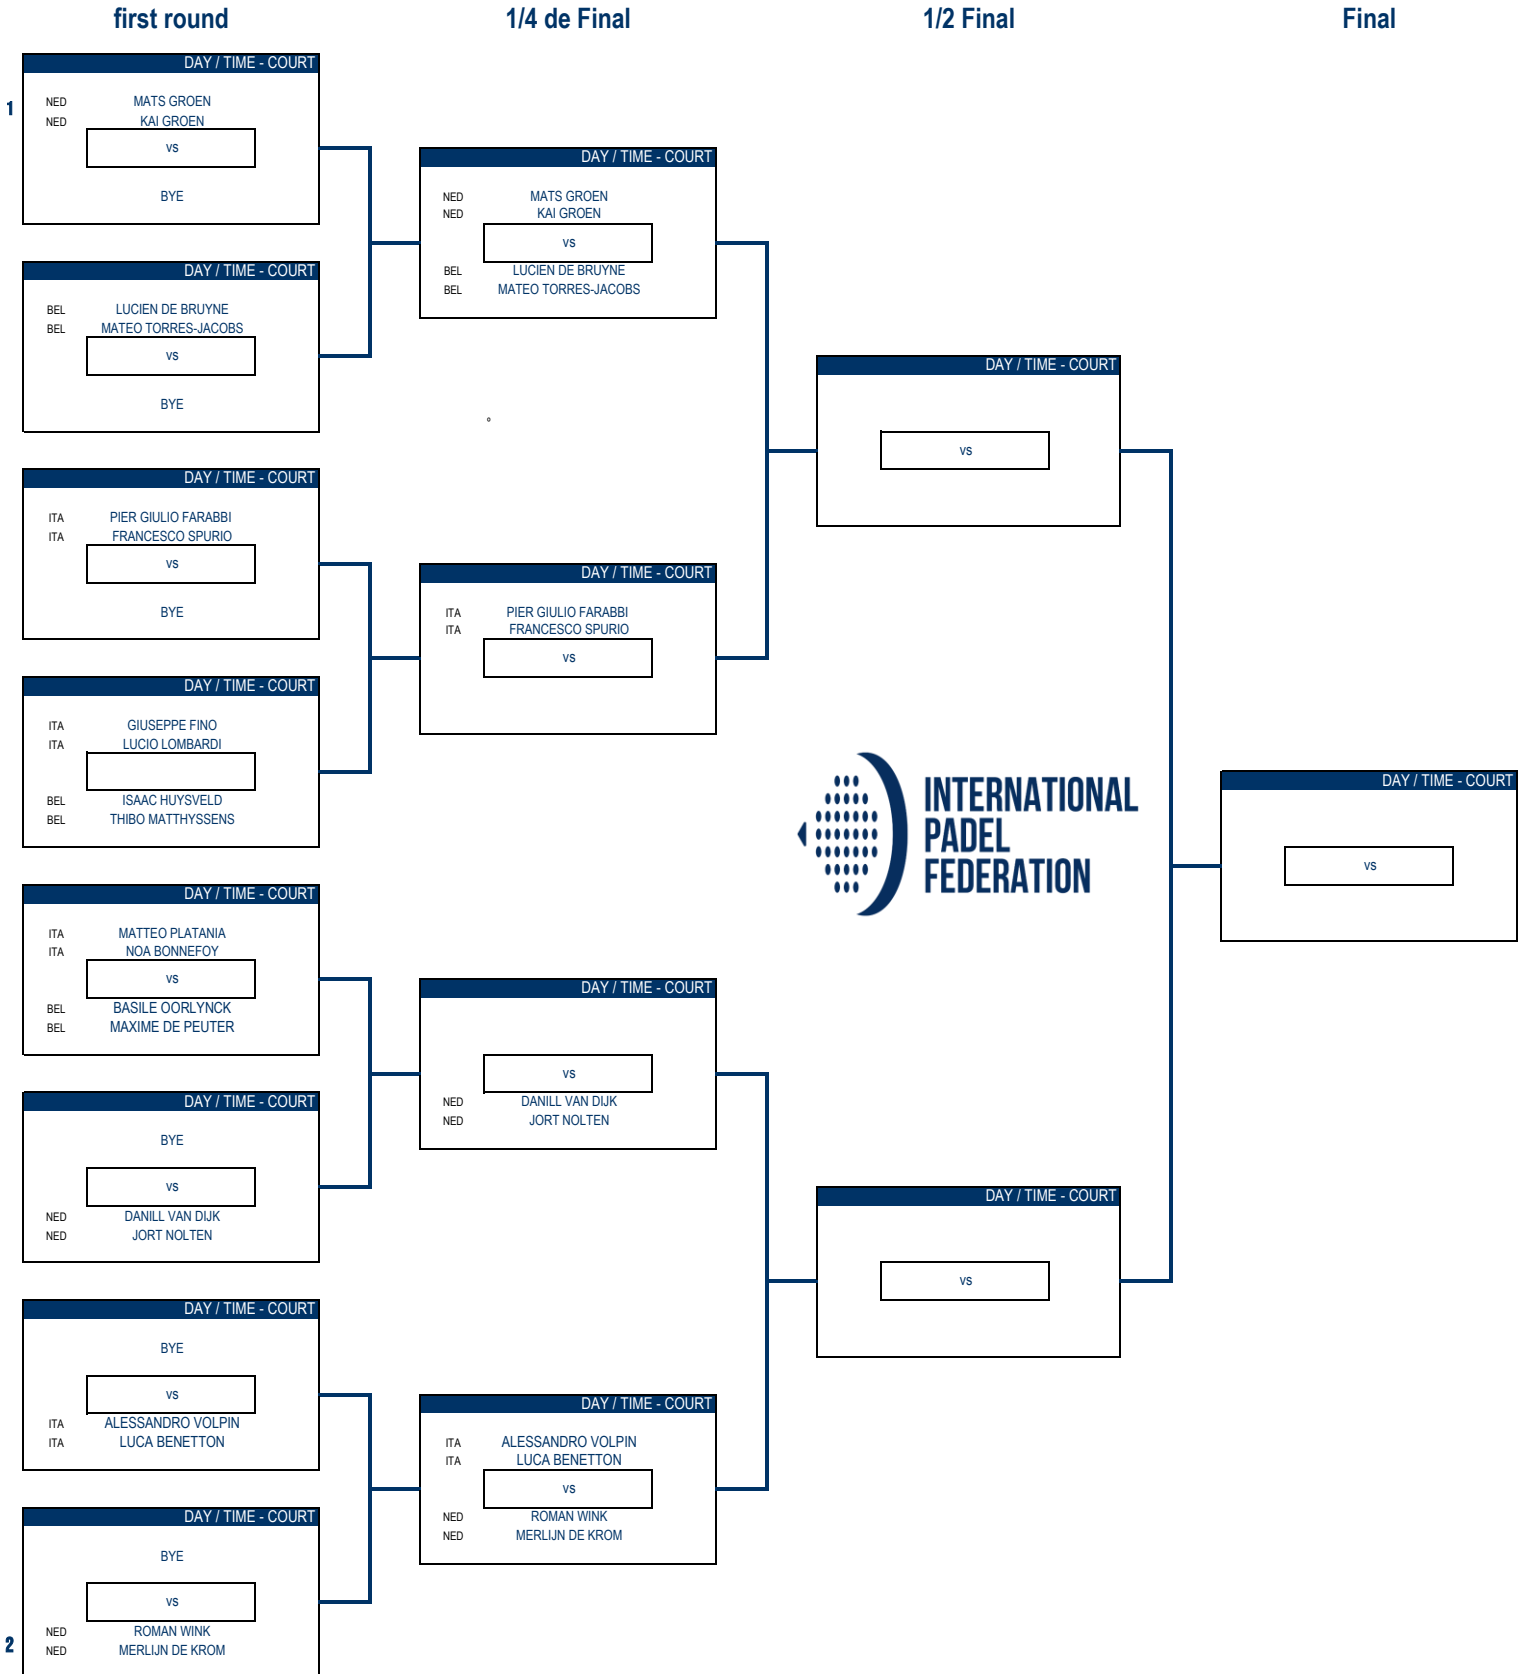 first round
1/4 de Final
1/2 Final
Final
DAY / TIME - COURT
1
NED MATS GROEN
NED KAI GROEN
vs
BYE
DAY / TIME - COURT
BEL LUCIEN DE BRUYNE
BEL MATEO TORRES-JACOBS
vs
BYE
DAY / TIME - COURT
ITA PIER GIULIO FARABBI
ITA FRANCESCO SPURIO
vs
BYE
DAY / TIME - COURT
ITA GIUSEPPE FINO
ITA LUCIO LOMBARDI
BEL ISAAC HUYSVELD
BEL THIBO MATTHYSSENS
DAY / TIME - COURT
ITA MATTEO PLATANIA
ITA NOA BONNEFOY
vs
BEL BASILE OORLYNCK
BEL MAXIME DE PEUTER
DAY / TIME - COURT
BYE
vs
NED DANILL VAN DIJK
NED JORT NOLTEN
DAY / TIME - COURT
BYE
vs
ITA ALESSANDRO VOLPIN
ITA LUCA BENETTON
DAY / TIME - COURT
BYE
vs
2
NED ROMAN WINK
NED MERLIJN DE KROM
DAY / TIME - COURT
NED MATS GROEN
NED KAI GROEN
vs
BEL LUCIEN DE BRUYNE
BEL MATEO TORRES-JACOBS
º
DAY / TIME - COURT
ITA PIER GIULIO FARABBI
ITA FRANCESCO SPURIO
vs
DAY / TIME - COURT
vs
NED DANILL VAN DIJK
NED JORT NOLTEN
DAY / TIME - COURT
ITA ALESSANDRO VOLPIN
ITA LUCA BENETTON
vs
NED ROMAN WINK
NED MERLIJN DE KROM
DAY / TIME - COURT
vs
INTERNATIONAL
PADEL
FEDERATION
DAY / TIME - COURT
vs
DAY / TIME - COURT
vs